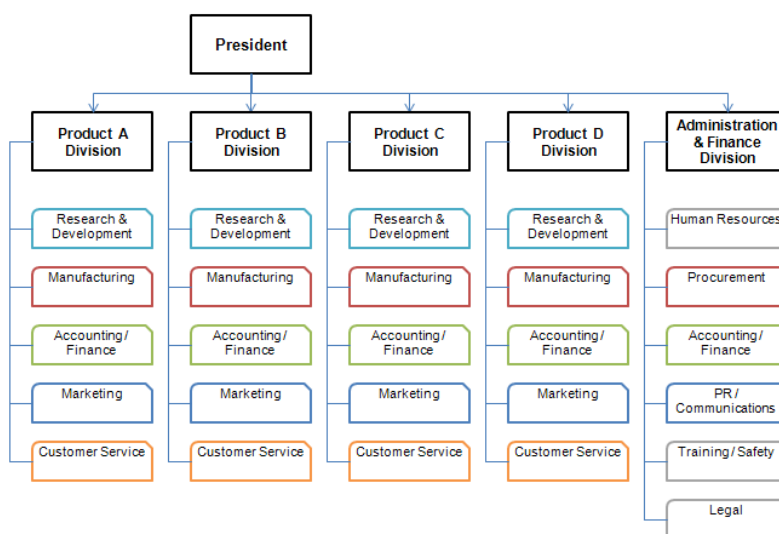 President
Product A
Division
Product B
Division
Product C
Division
Product D
Division
Administration
& Finance
Division
Research &
Development
Research &
Development
Research &
Development
Research &
Development
Human Resources
Manufacturing
Manufacturing
Manufacturing
Manufacturing
Procurement
Accounting /
Finance
Accounting /
Finance
Accounting /
Finance
Accounting /
Finance
Accounting /
Finance
Marketing
Marketing
Marketing
Marketing
PR /
Communications
Customer Service
Customer Service
Customer Service
Customer Service
Training / Safety
Legal